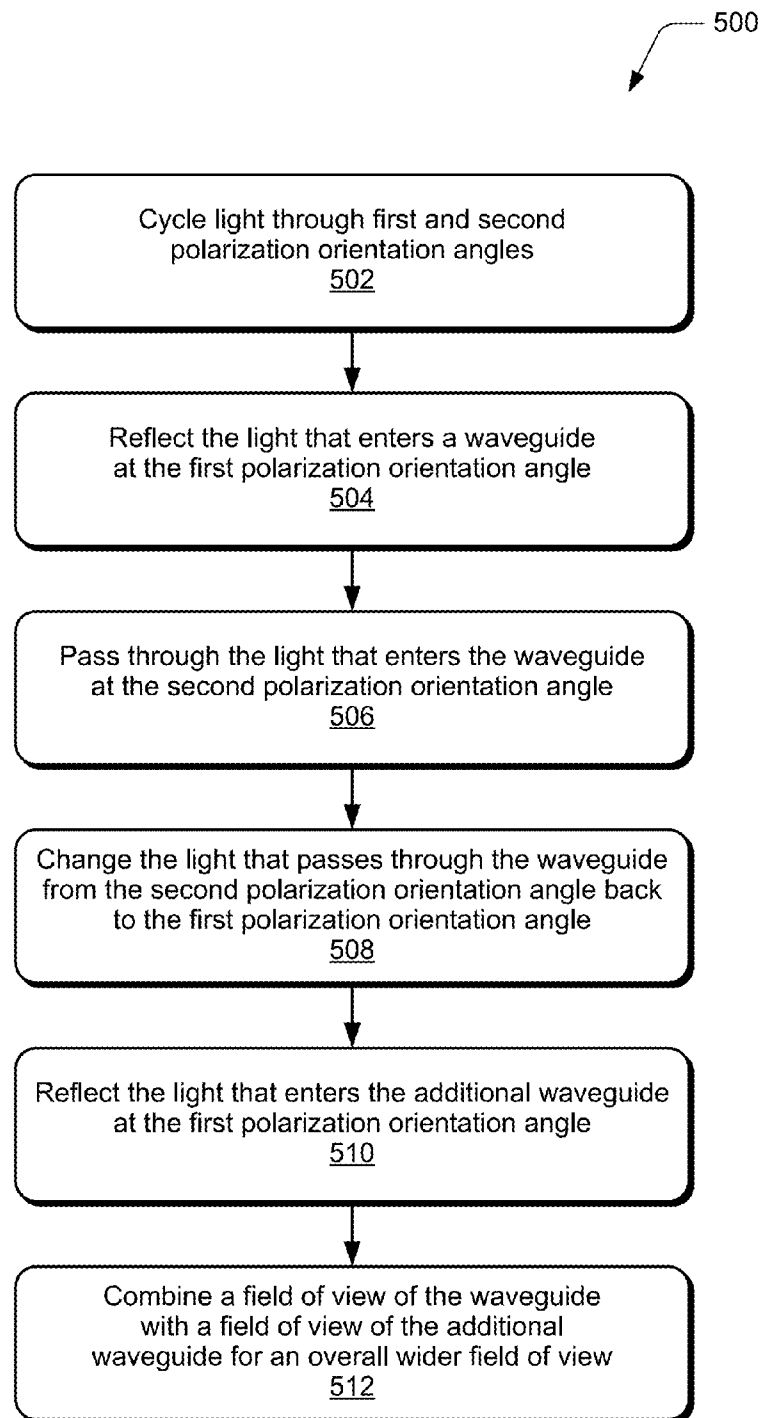 500
Cycle light through first and second
polarization orientation angles
502
Reflect the light that enters a waveguide
at the first polarization orientation angle
504
Pass through the light that enters the waveguide
at the second polarization orientation angle
506
Change the light that passes through the waveguide
from the second polarization orientation angle back
to the first polarization orientation angle
508
Reflect the light that enters the additional waveguide
at the first polarization orientation angle
510
Combine a field of view of the waveguide
with a field of view of the additional
waveguide for an overall wider field of view
512